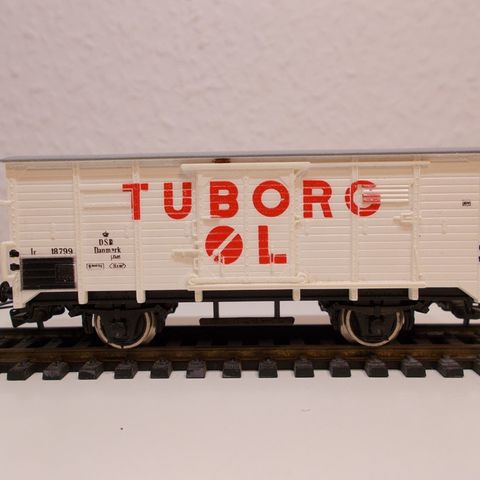 TUBORG
ØL
DSB
Ir 18799
Danmark